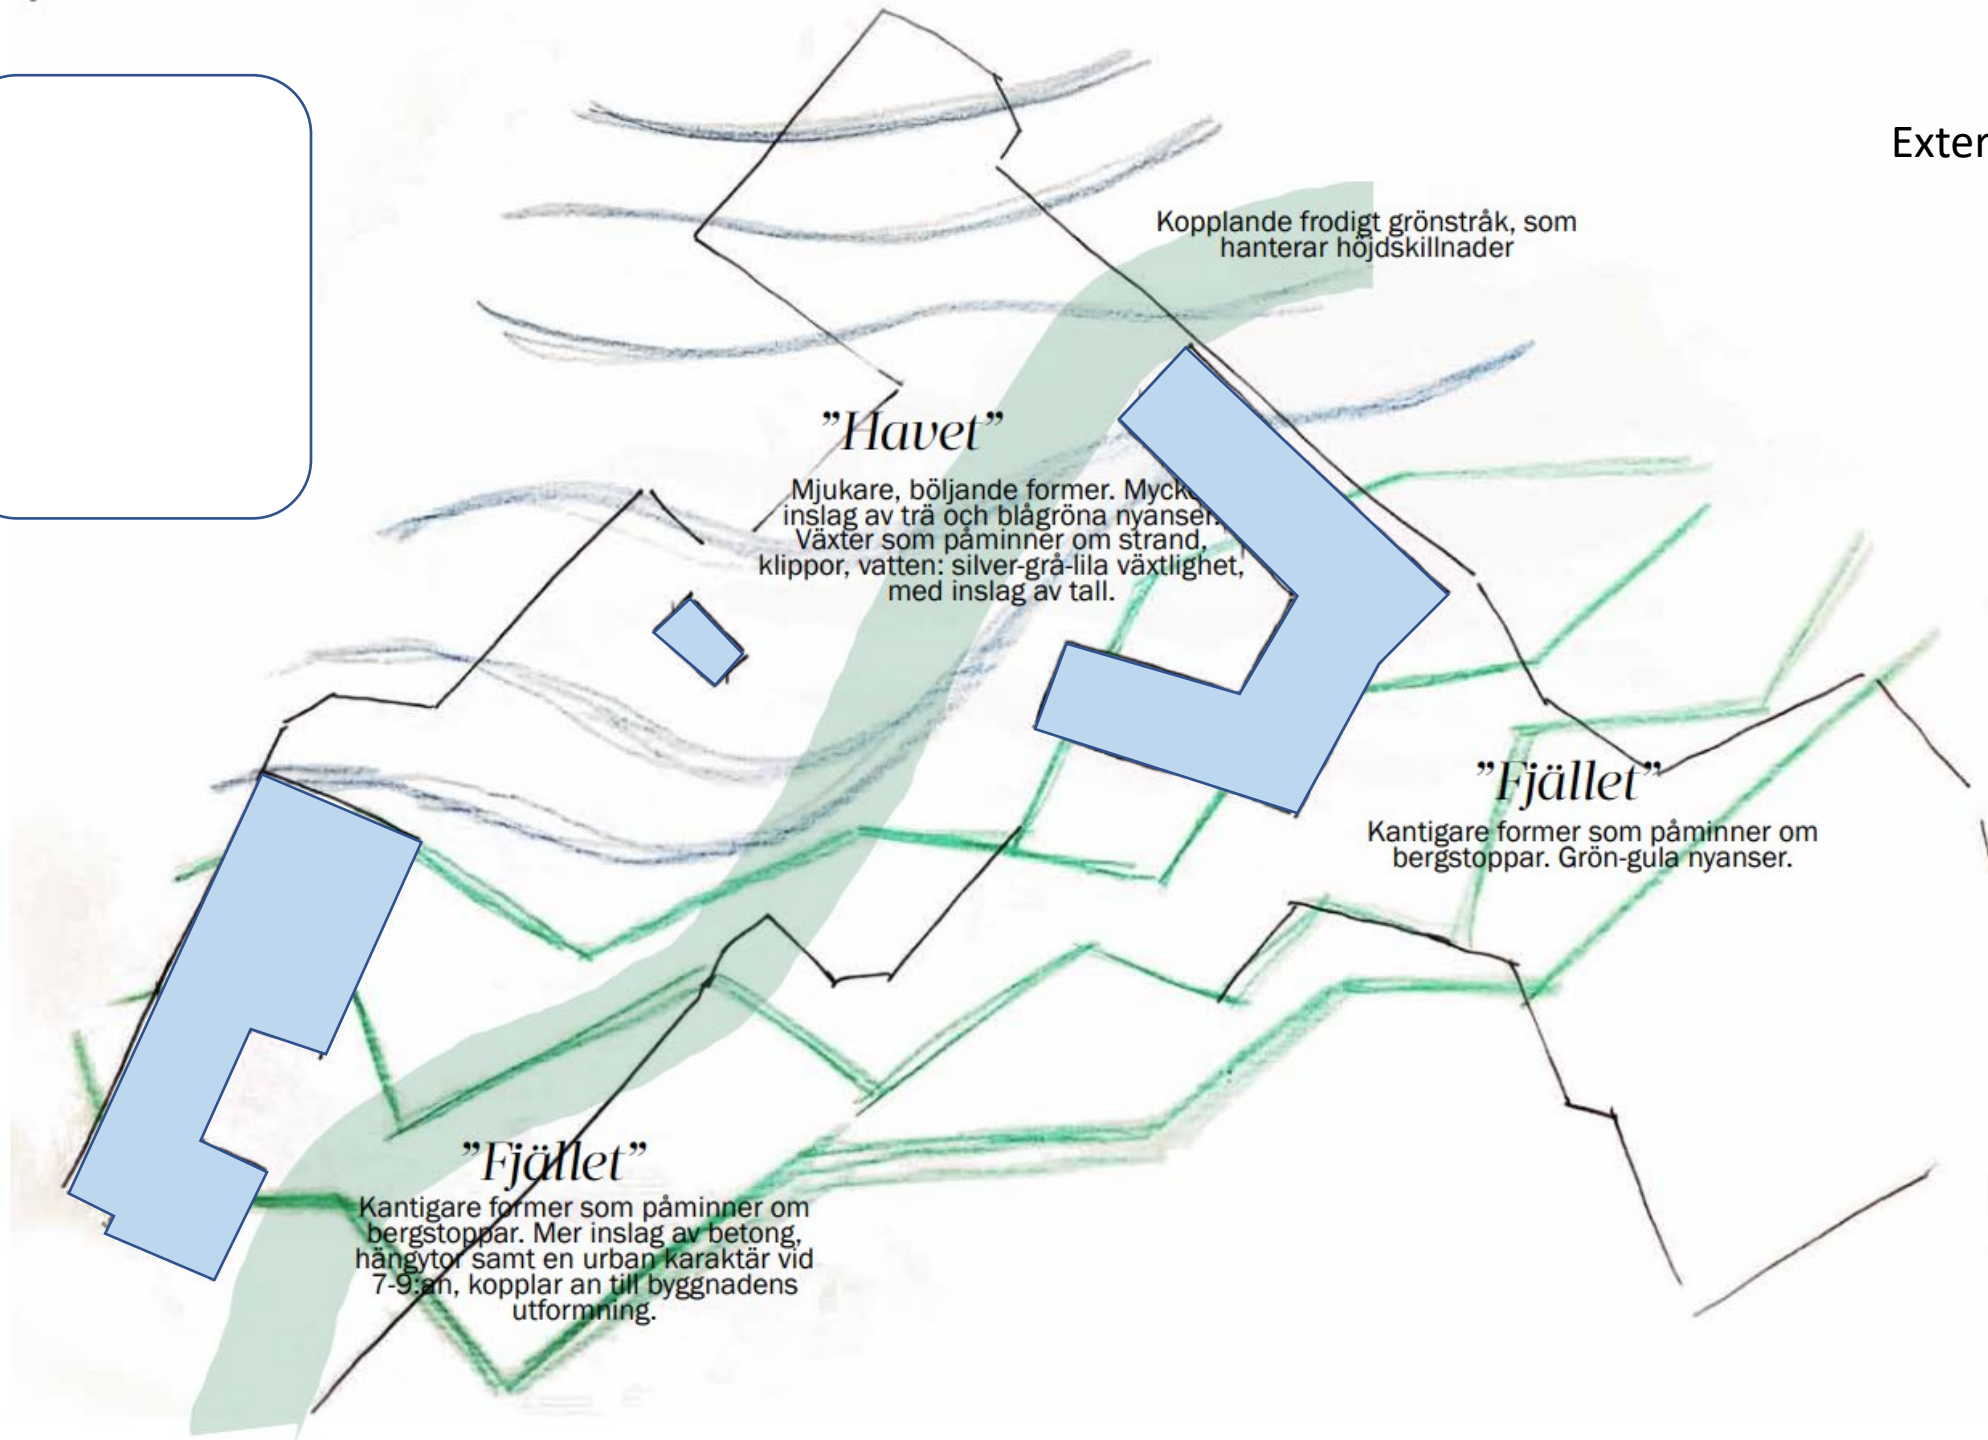 Exter
Kopplande frodigt grönstråk, som
hanterar höjdskillnader
”Havet”
Mjukare, böljande former. Mycke
inslag av trä och blågröna nyanser.
Växter som påminner om strand,
klippor, vatten: silver-grå-lila växtlighet,
med inslag av tall.
”Fjället”
Kantigare former som påminner om
bergstoppar. Grön-gula nyanser.
”Fjället”
Kantigare former som påminner om
bergstoppar. Mer inslag av betong,
hängytor samt en urban karaktär vid
7-9:an, kopplar an till byggnadens
utformning.